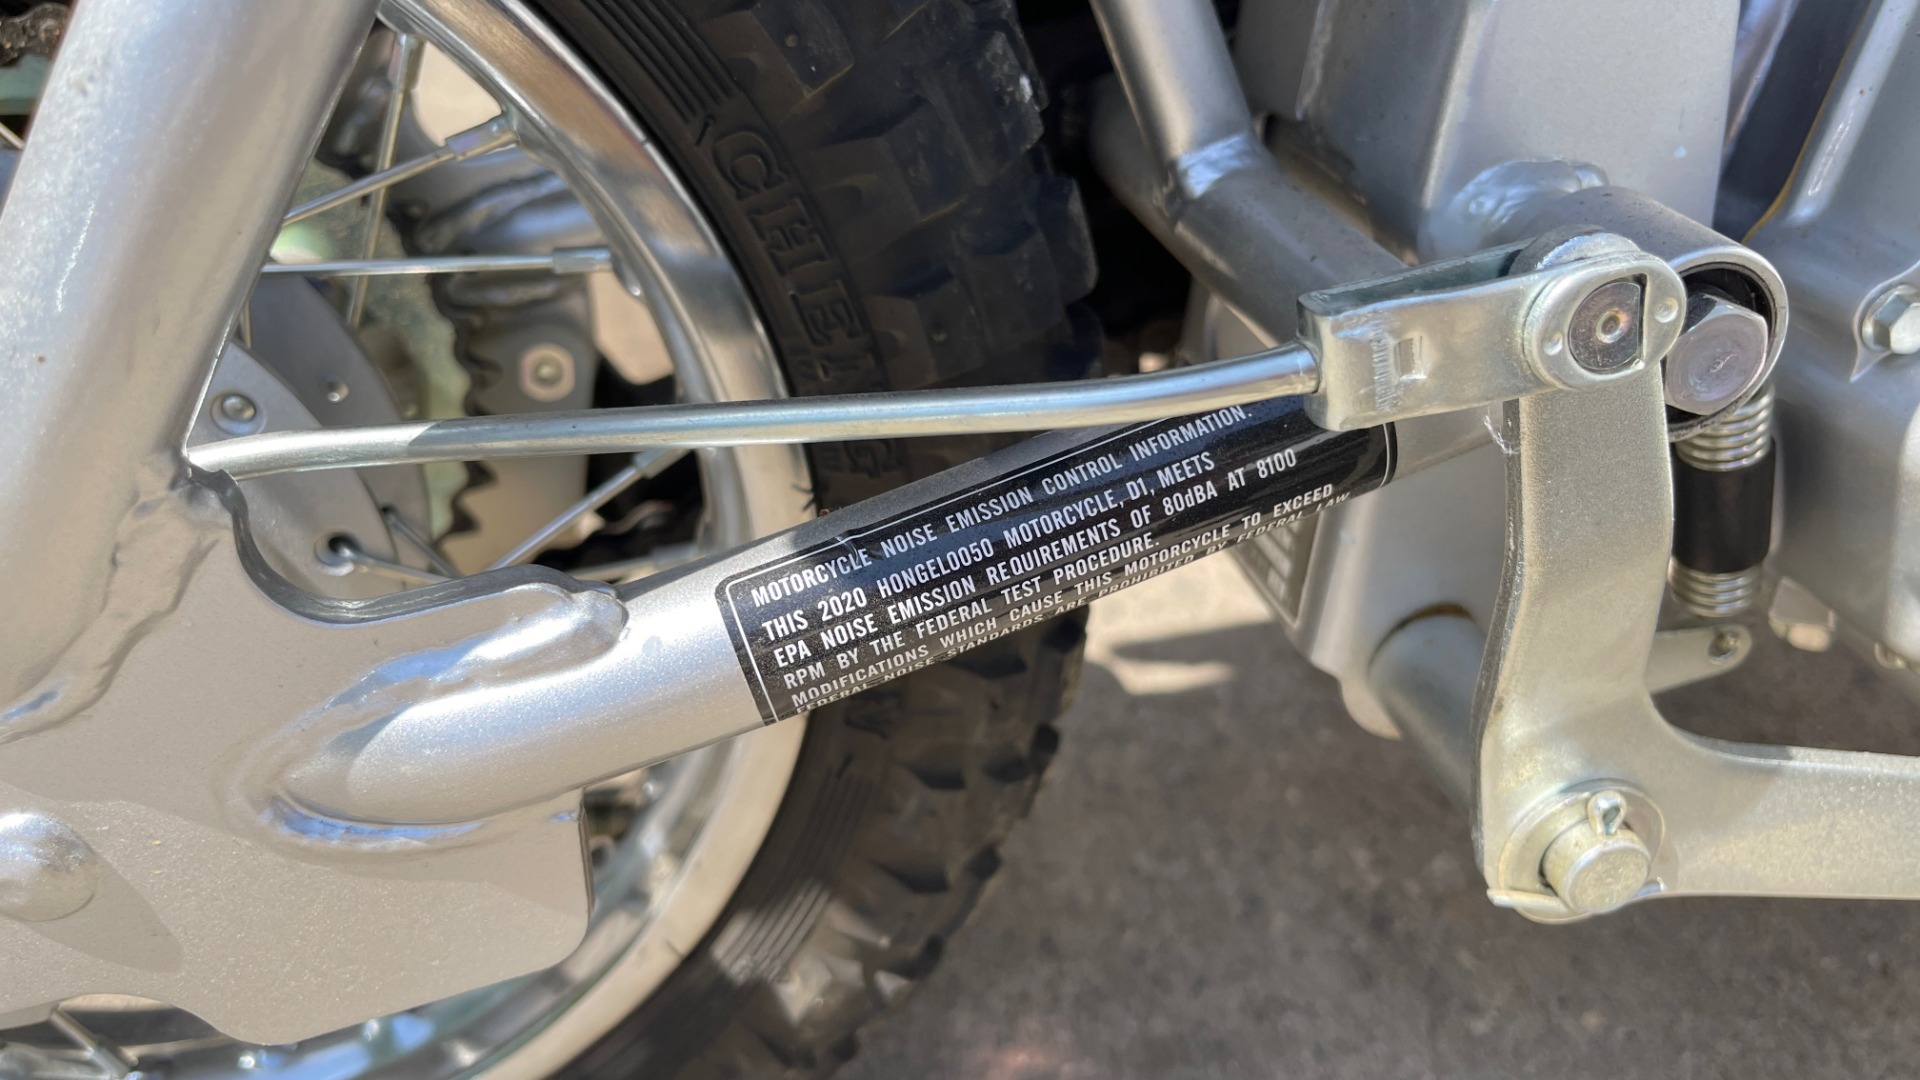 CHENG
MOTORCYCLE NOISE EMISSION CONTROL INFORMATION.
THIS 2020 HONGEL0050 MOTORCYCLE, D1, MEETS
EPA NOISE EMISSION REQUIREMENTS OF 80dBA AT 8100
RPM BY THE FEDERAL TEST PROCEDURE.
MODIFICATIONS WHICH CAUSE THIS MOTORCYCLE TO EXCEED
FEDERAL NOISE STANDARDS ARE PROHIBITED BY FEDERAL LAW